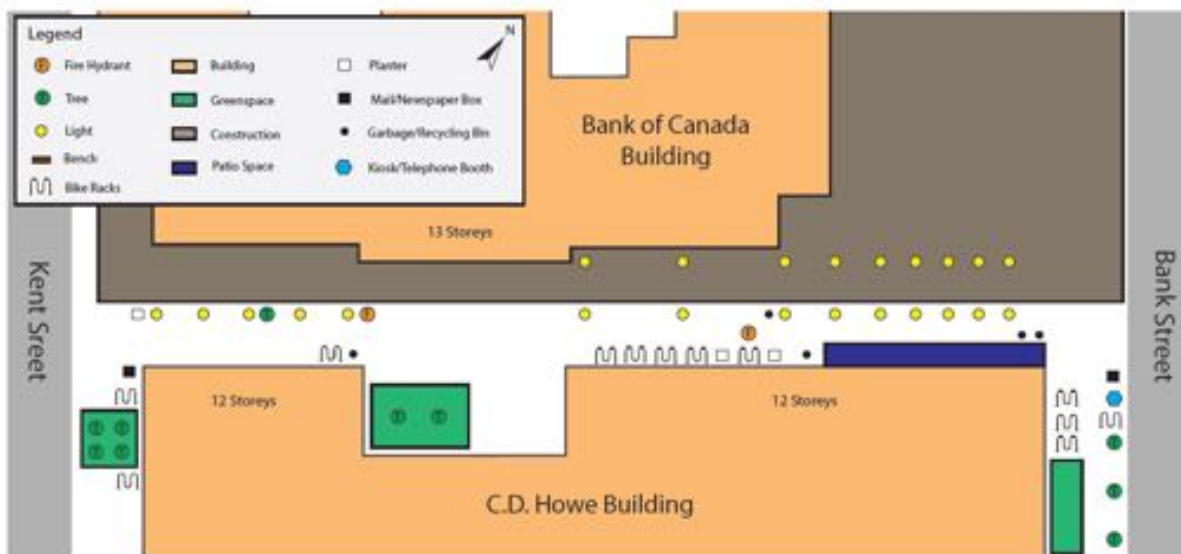 Legend
N
Fire Hydrant
Building
Planter
Tree
Greenspace
Mail/Newspaper Box
Light
Construction
Garbage/Recycling Bin
Bench
Patio Space
Kiosk/Telephone Booth
Bike Racks
Bank of Canada
Building
13 Storeys
Kent Sreet
Bank Street
12 Storeys
12 Storeys
C.D. Howe Building